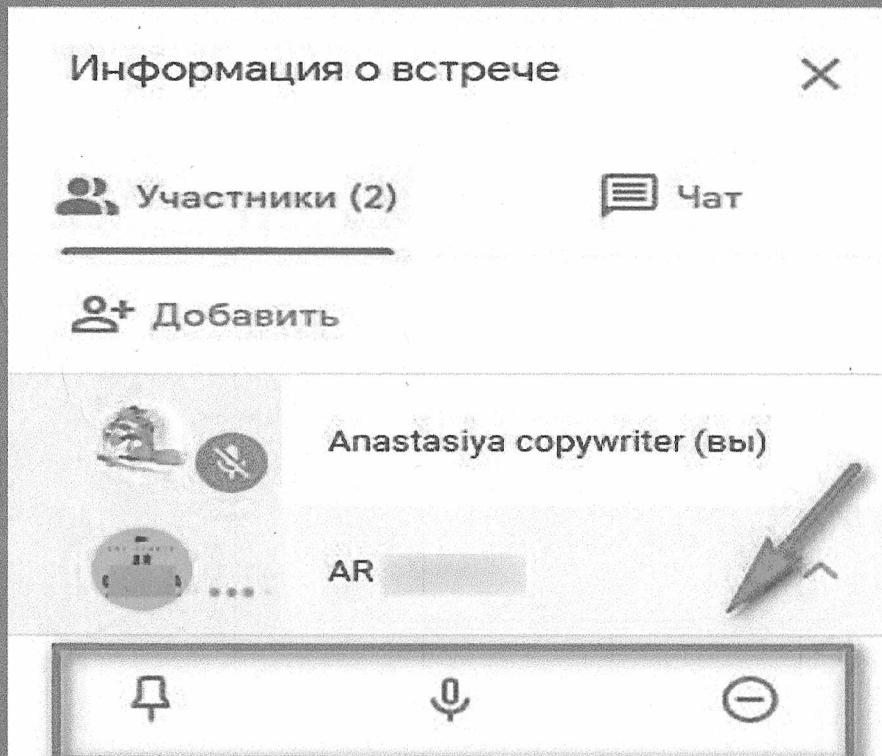 Информация о встрече
Участники (2)
Чат
Добавить
Anastasiya copywriter (вы)
AR